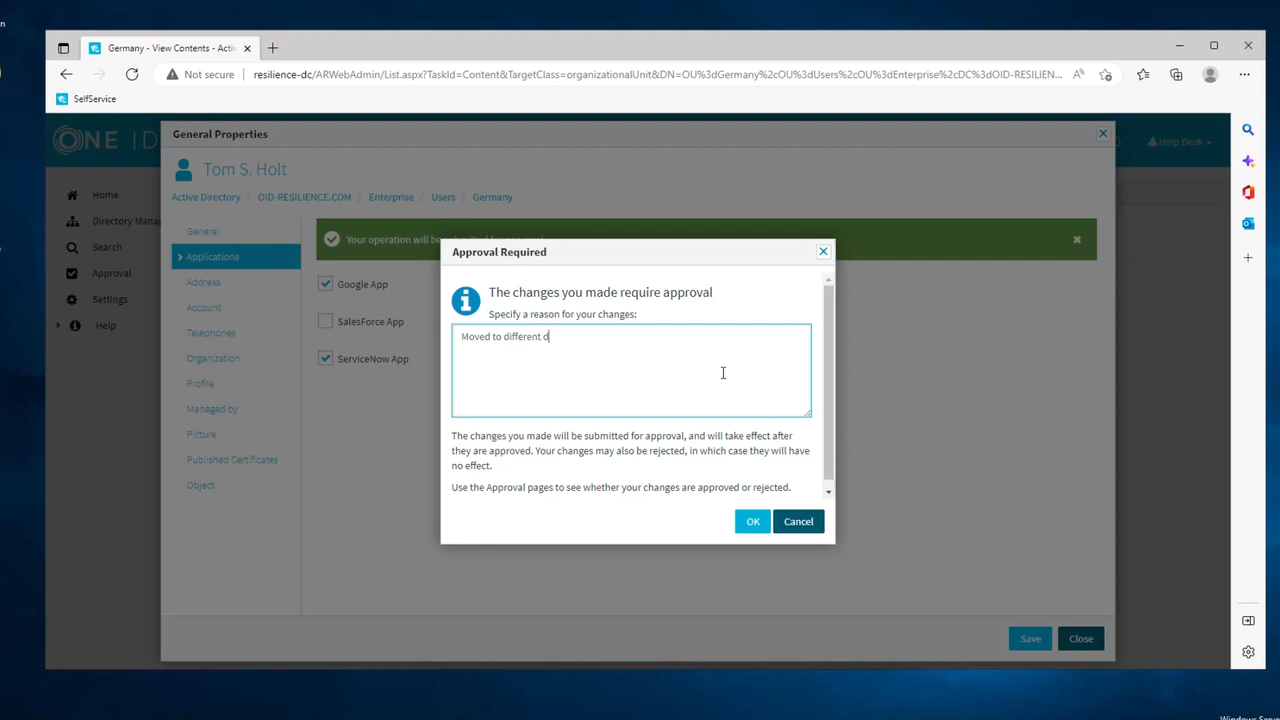 n
Germany - View Contents - Activ
Not secure
resilience-dc/ARWebAdmin/List.aspx?TaskId=Content&TargetClass=organizationalUnit&DN=OU%3dGermany%2cOU%3dUsers%2cOU%3dEnterprise%2cDC%3dOID-RESILIEN...
SelfService
General Properties
ONE ID
Help Desk
Tom S. Holt
Active Directory / OID-RESILIENCE.COM / Enterprise / Users / Germany
Home
Directory Mana
Search
Approval
Settings
Help
General
Applications
Address
Account
Telephones
Organization
Profile
Managed by
Picture
Published Certificates
Object
Your operation will be
Google App
SalesForce App
ServiceNow App
Approval Required
The changes you made require approval
Specify a reason for your changes:
Moved to different d
The changes you made will be submitted for approval, and will take effect after
they are approved. Your changes may also be rejected, in which case they will have
no effect.
Use the Approval pages to see whether your changes are approved or rejected.
OK
Cancel
Save
Close